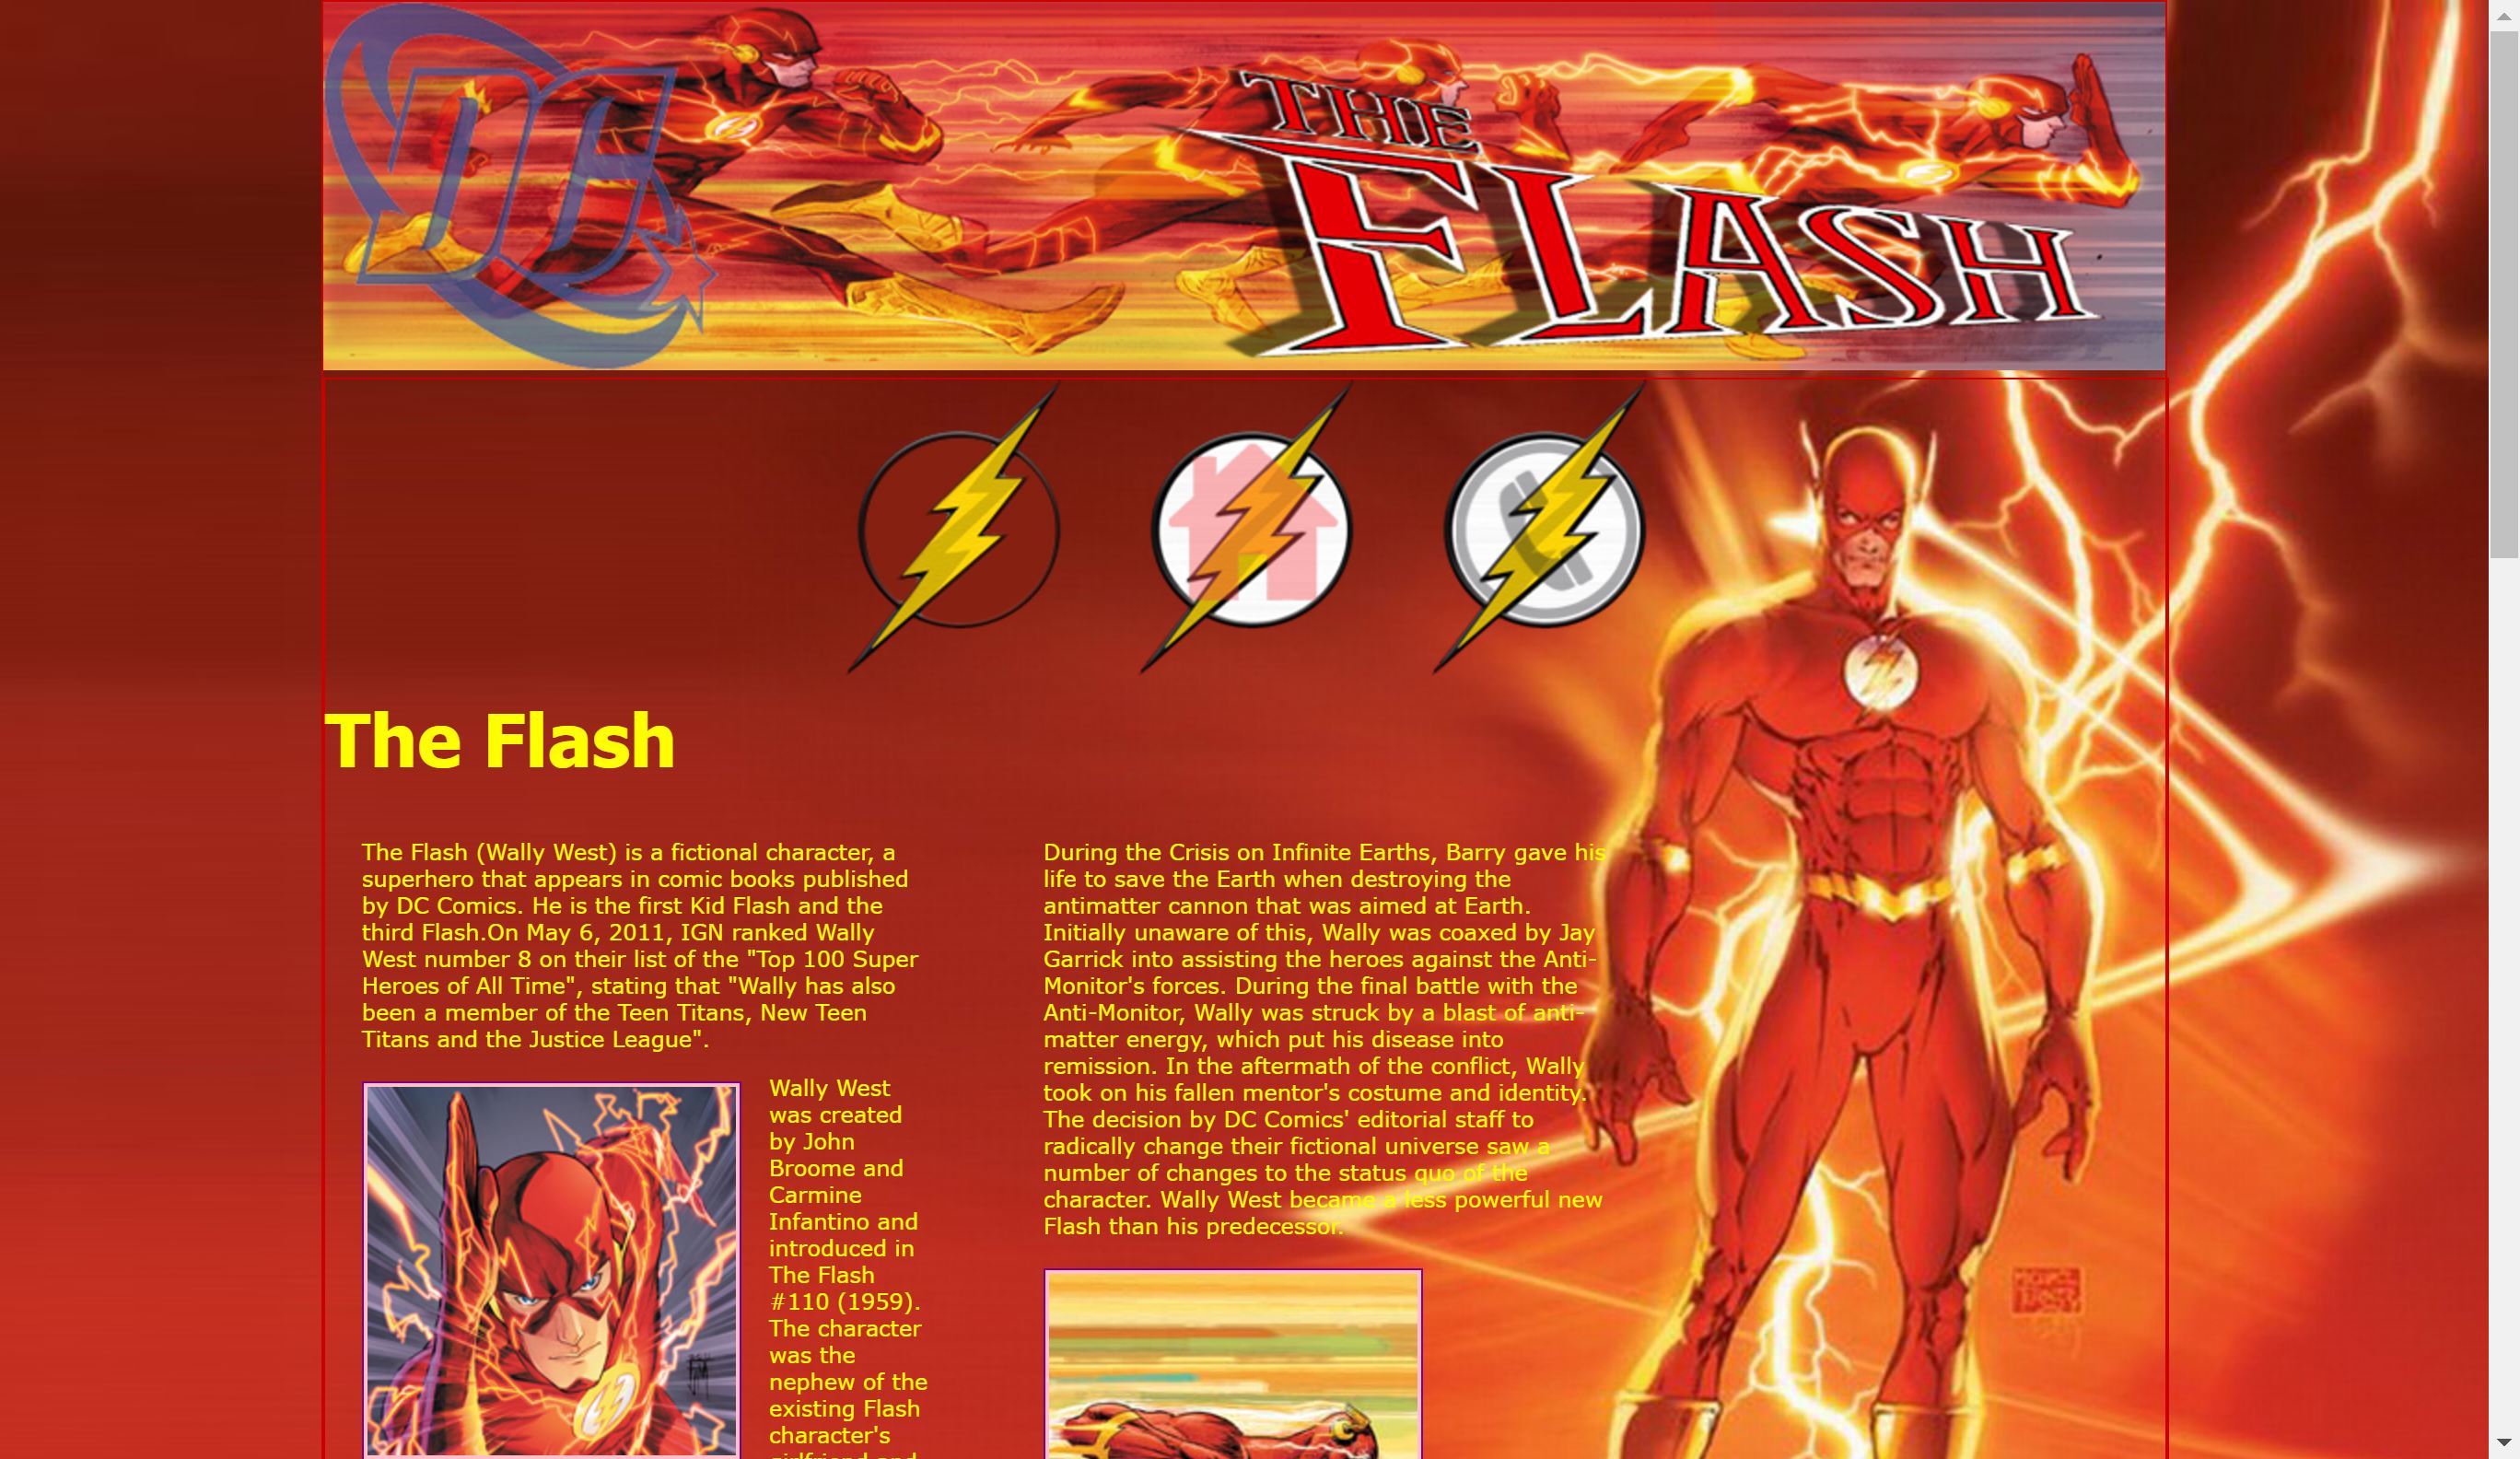 DC
THE
FLASH
The Flash
The Flash (Wally West) is a fictional character, a
superhero that appears in comic books published
by DC Comics. He is the first Kid Flash and the
third Flash.On May 6, 2011, IGN ranked Wally
West number 8 on their list of the "Top 100 Super
Heroes of All Time", stating that "Wally has also
been a member of the Teen Titans, New Teen
Titans and the Justice League".
Wally West
was created
by John
Broome and
Carmine
Infantino and
introduced in
The Flash
#110 (1959).
The character
was the
nephew of the
existing Flash
character's
girlfriend and
During the Crisis on Infinite Earths, Barry gave his
life to save the Earth when destroying the
antimatter cannon that was aimed at Earth.
Initially unaware of this, Wally was coaxed by Jay
Garrick into assisting the heroes against the Anti-
Monitor's forces. During the final battle with the
Anti-Monitor, Wally was struck by a blast of anti-
matter energy, which put his disease into
remission. In the aftermath of the conflict, Wally
took on his fallen mentor's costume and identity.
The decision by DC Comics' editorial staff to
radically change their fictional universe saw a
number of changes to the status quo of the
character. Wally West became a less powerful new
Flash than his predecessor.